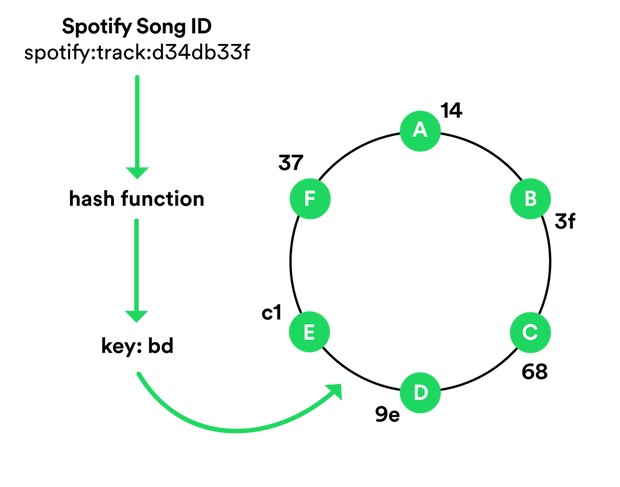 Spotify Song ID
spotify:track:d34db33f
hash function
key: bd
A
14
B
3f
C
68
D
9e
E
c1
F
37